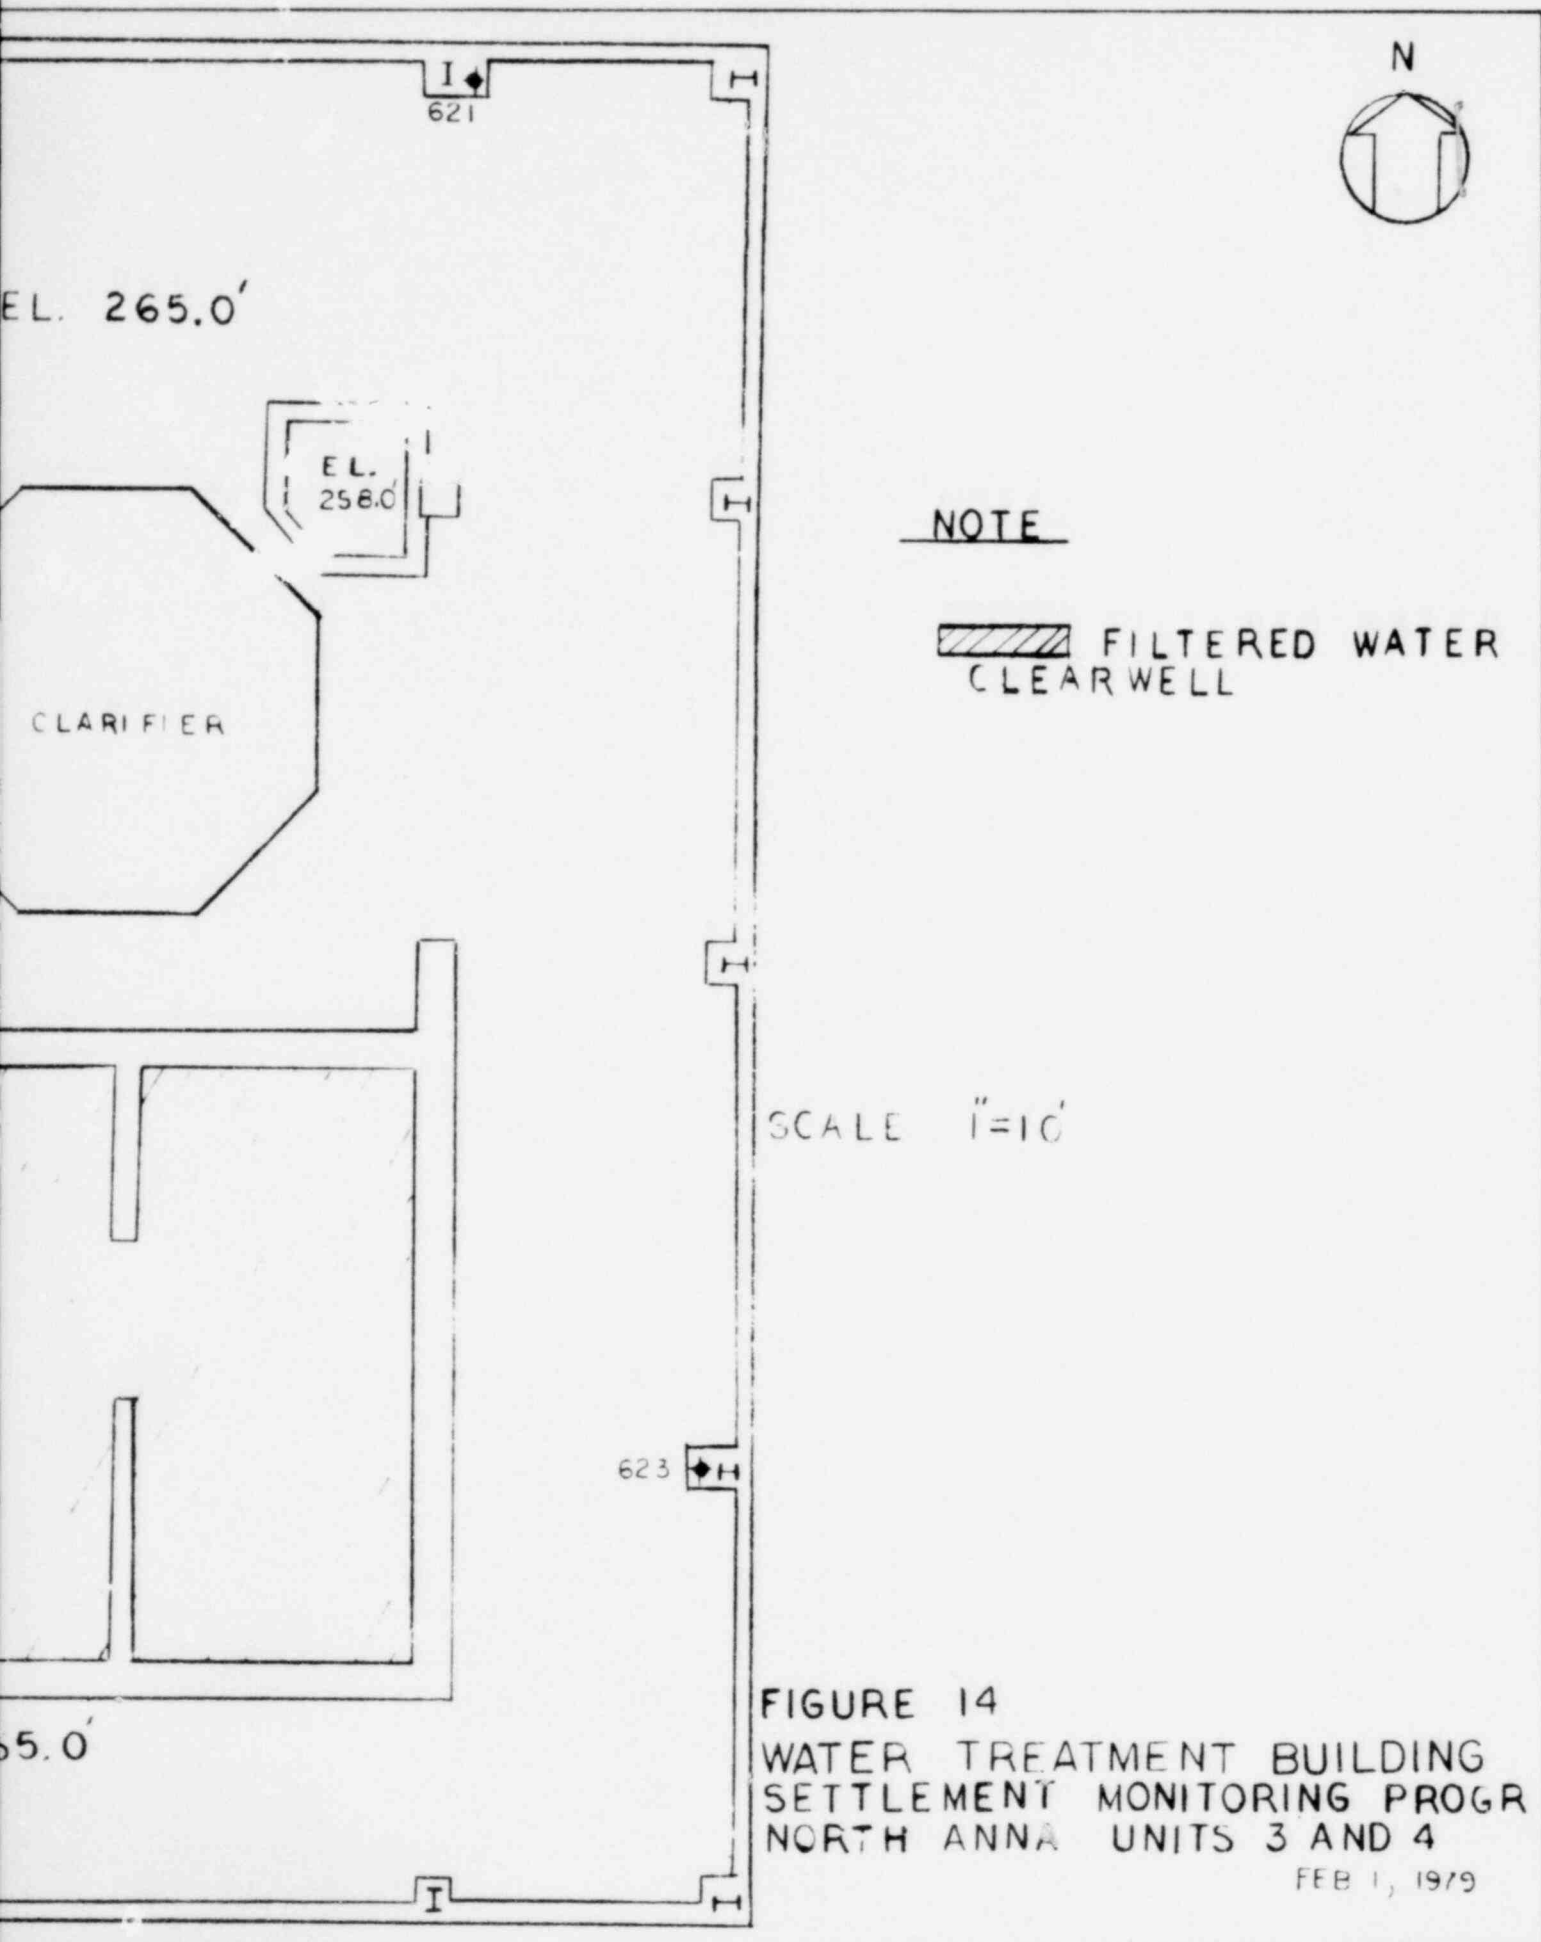 N
I
621
I
EL. 265.0'
EL.
258.0'
I
NOTE
FILTERED WATER
CLEARWELL
CLARIFIER
I
SCALE 1"=10'
623
I
FIGURE 14
5.0'
WATER TREATMENT BUILDING
SETTLEMENT MONITORING PROGR
NORTH ANNA UNITS 3 AND 4
FEB 1, 1979
I
I